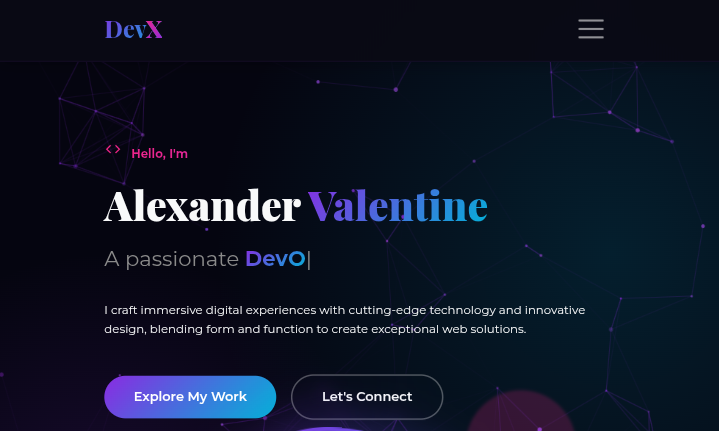 DevX
<> Hello, I'm
Alexander Valentine
A passionate DevO|
I craft immersive digital experiences with cutting-edge technology and innovative
design, blending form and function to create exceptional web solutions.
Explore My Work Let's Connect